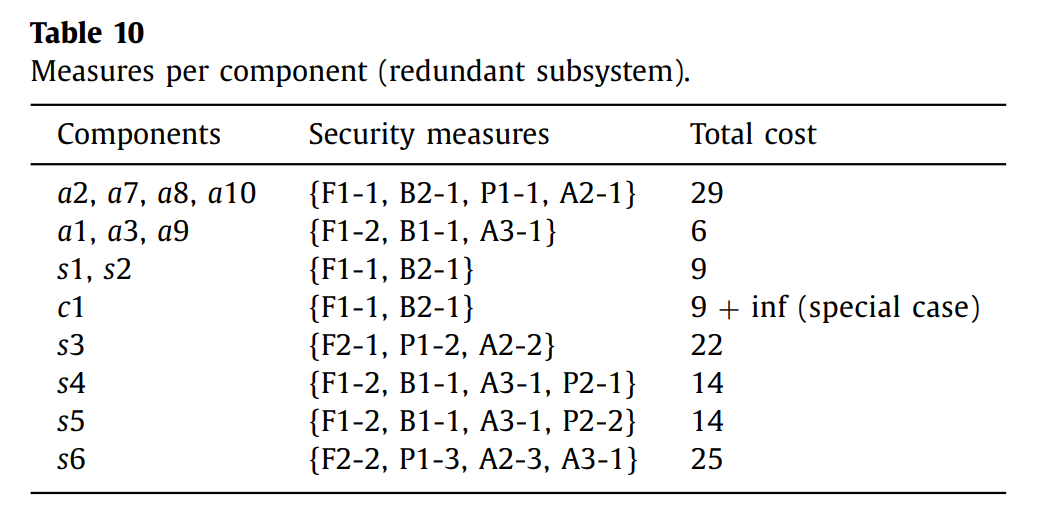 Table 10
Measures per component (redundant subsystem).
Components Security measures Total cost
a2, a7, a8, a10 {F1-1, B2-1, P1-1, A2-1} 29
a1, a3, a9 {F1-2, B1-1, A3-1} 6
s1, s2 {F1-1, B2-1} 9
c1 {F1-1, B2-1} 9 + inf (special case)
s3 {F2-1, P1-2, A2-2} 22
s4 {F1-2, B1-1, A3-1, P2-1} 14
s5 {F1-2, B1-1, A3-1, P2-2} 14
s6 {F2-2, P1-3, A2-3, A3-1} 25